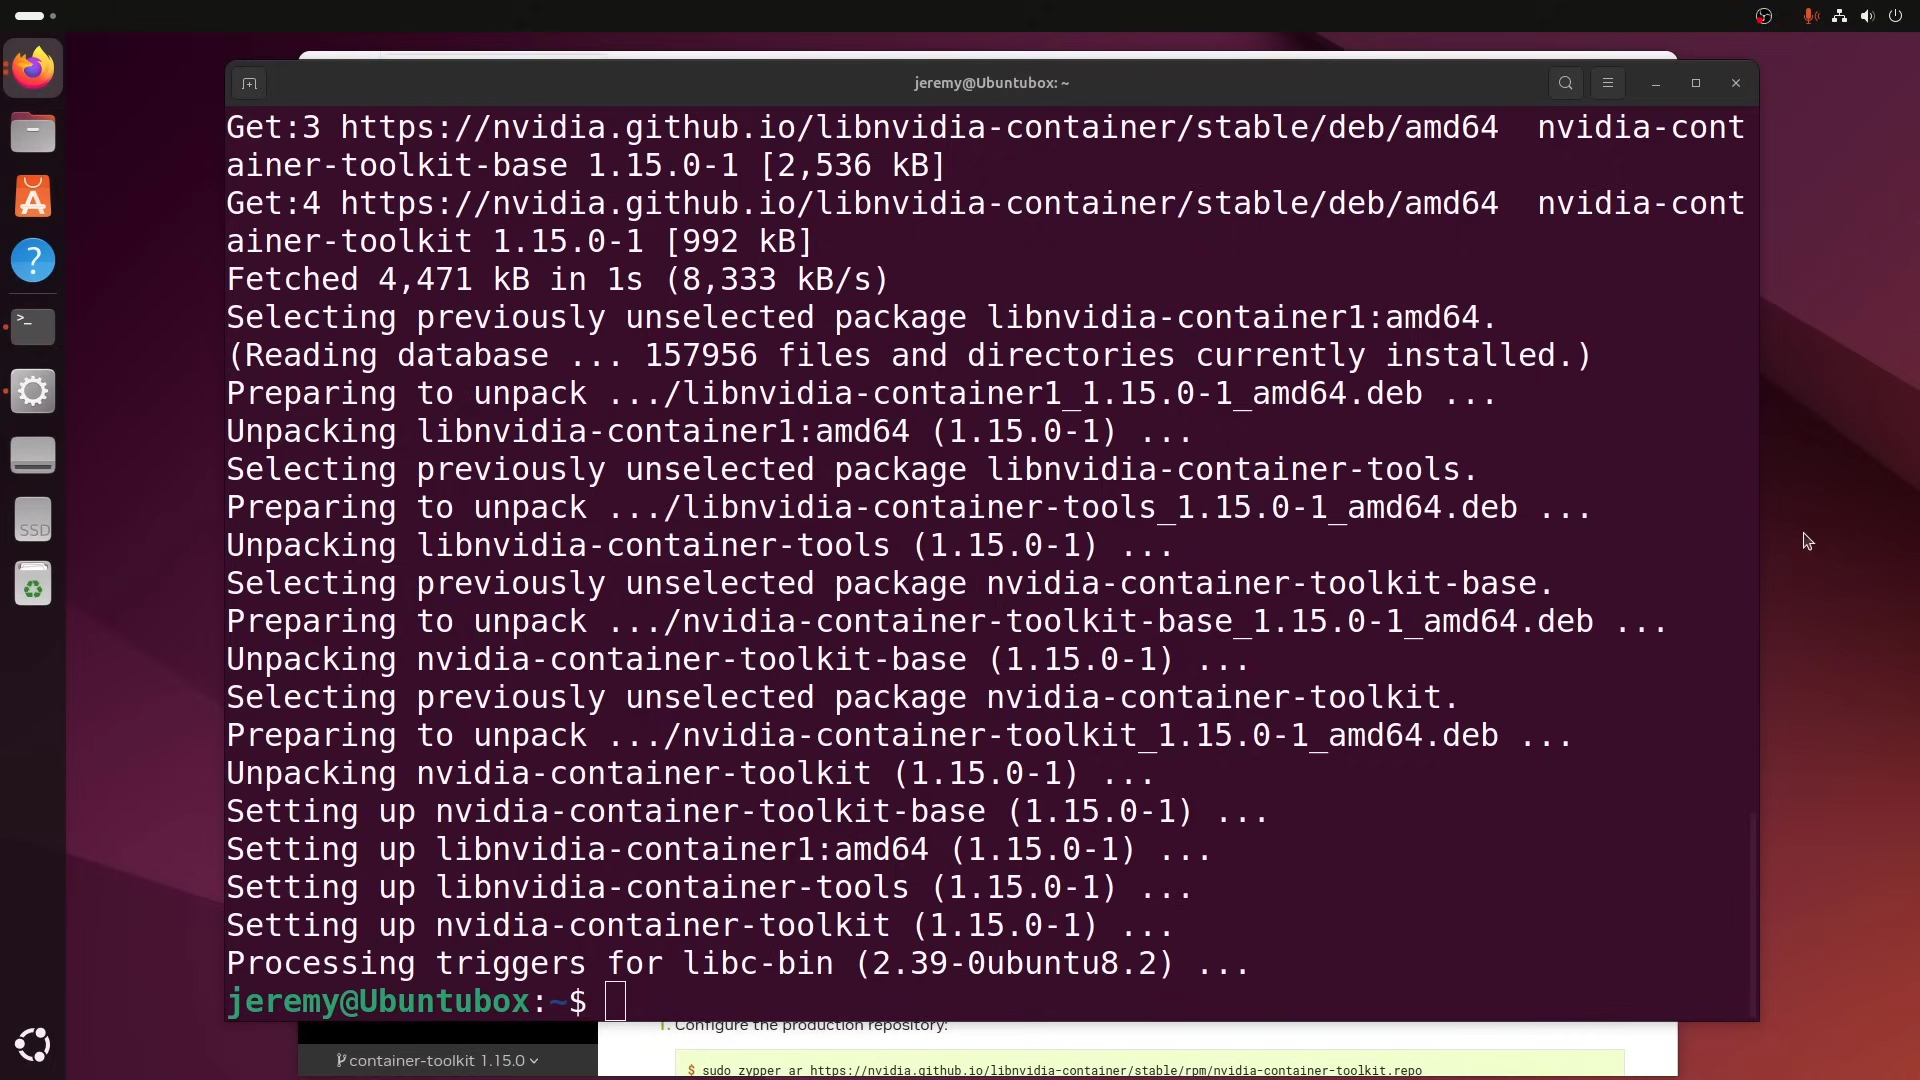 jeremy@Ubuntubox: ~
Get:3 https://nvidia.github.io/libnvidia-container/stable/deb/amd64  nvidia-cont
ainer-toolkit-base 1.15.0-1 [2,536 kB]
Get:4 https://nvidia.github.io/libnvidia-container/stable/deb/amd64  nvidia-cont
ainer-toolkit 1.15.0-1 [992 kB]
Fetched 4,471 kB in 1s (8,333 kB/s)
Selecting previously unselected package libnvidia-container1:amd64.
(Reading database ... 157956 files and directories currently installed.)
Preparing to unpack .../libnvidia-container1_1.15.0-1_amd64.deb ...
Unpacking libnvidia-container1:amd64 (1.15.0-1) ...
Selecting previously unselected package libnvidia-container-tools.
Preparing to unpack .../libnvidia-container-tools_1.15.0-1_amd64.deb ...
Unpacking libnvidia-container-tools (1.15.0-1) ...
Selecting previously unselected package nvidia-container-toolkit-base.
Preparing to unpack .../nvidia-container-toolkit-base_1.15.0-1_amd64.deb ...
Unpacking nvidia-container-toolkit-base (1.15.0-1) ...
Selecting previously unselected package nvidia-container-toolkit.
Preparing to unpack .../nvidia-container-toolkit_1.15.0-1_amd64.deb ...
Unpacking nvidia-container-toolkit (1.15.0-1) ...
Setting up nvidia-container-toolkit-base (1.15.0-1) ...
Setting up libnvidia-container1:amd64 (1.15.0-1) ...
Setting up libnvidia-container-tools (1.15.0-1) ...
Setting up nvidia-container-toolkit (1.15.0-1) ...
Processing triggers for libc-bin (2.39-0ubuntu8.2) ...
jeremy@Ubuntubox:~$
SSD
1. Configure the production repository:
container-toolkit 1.15.0
$ sudo zypper ar https://nvidia.github.io/libnvidia-container/stable/rpm/nvidia-container-toolkit.repo